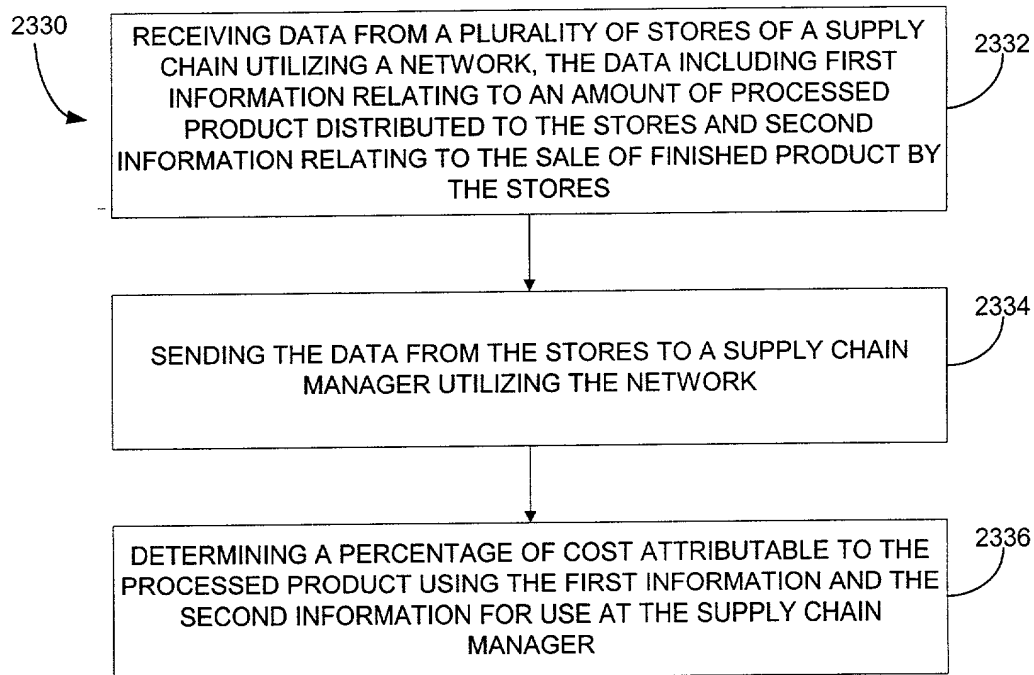 2330
RECEIVING DATA FROM A PLURALITY OF STORES OF A SUPPLY
CHAIN UTILIZING A NETWORK, THE DATA INCLUDING FIRST
INFORMATION RELATING TO AN AMOUNT OF PROCESSED
PRODUCT DISTRIBUTED TO THE STORES AND SECOND
INFORMATION RELATING TO THE SALE OF FINISHED PRODUCT BY
THE STORES
2332
SENDING THE DATA FROM THE STORES TO A SUPPLY CHAIN
MANAGER UTILIZING THE NETWORK
2334
DETERMINING A PERCENTAGE OF COST ATTRIBUTABLE TO THE
PROCESSED PRODUCT USING THE FIRST INFORMATION AND THE
SECOND INFORMATION FOR USE AT THE SUPPLY CHAIN
MANAGER
2336